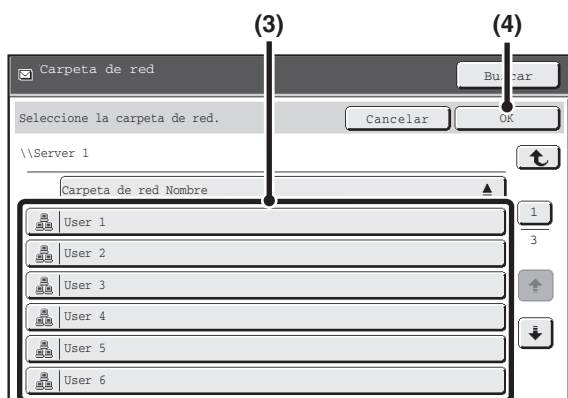 (3) (4)
Carpeta de red
Buscar
Seleccione la carpeta de red.
Cancelar
OK
\\Server 1
Carpeta de red Nombre
1
3
User 1
User 2
User 3
User 4
User 5
User 6